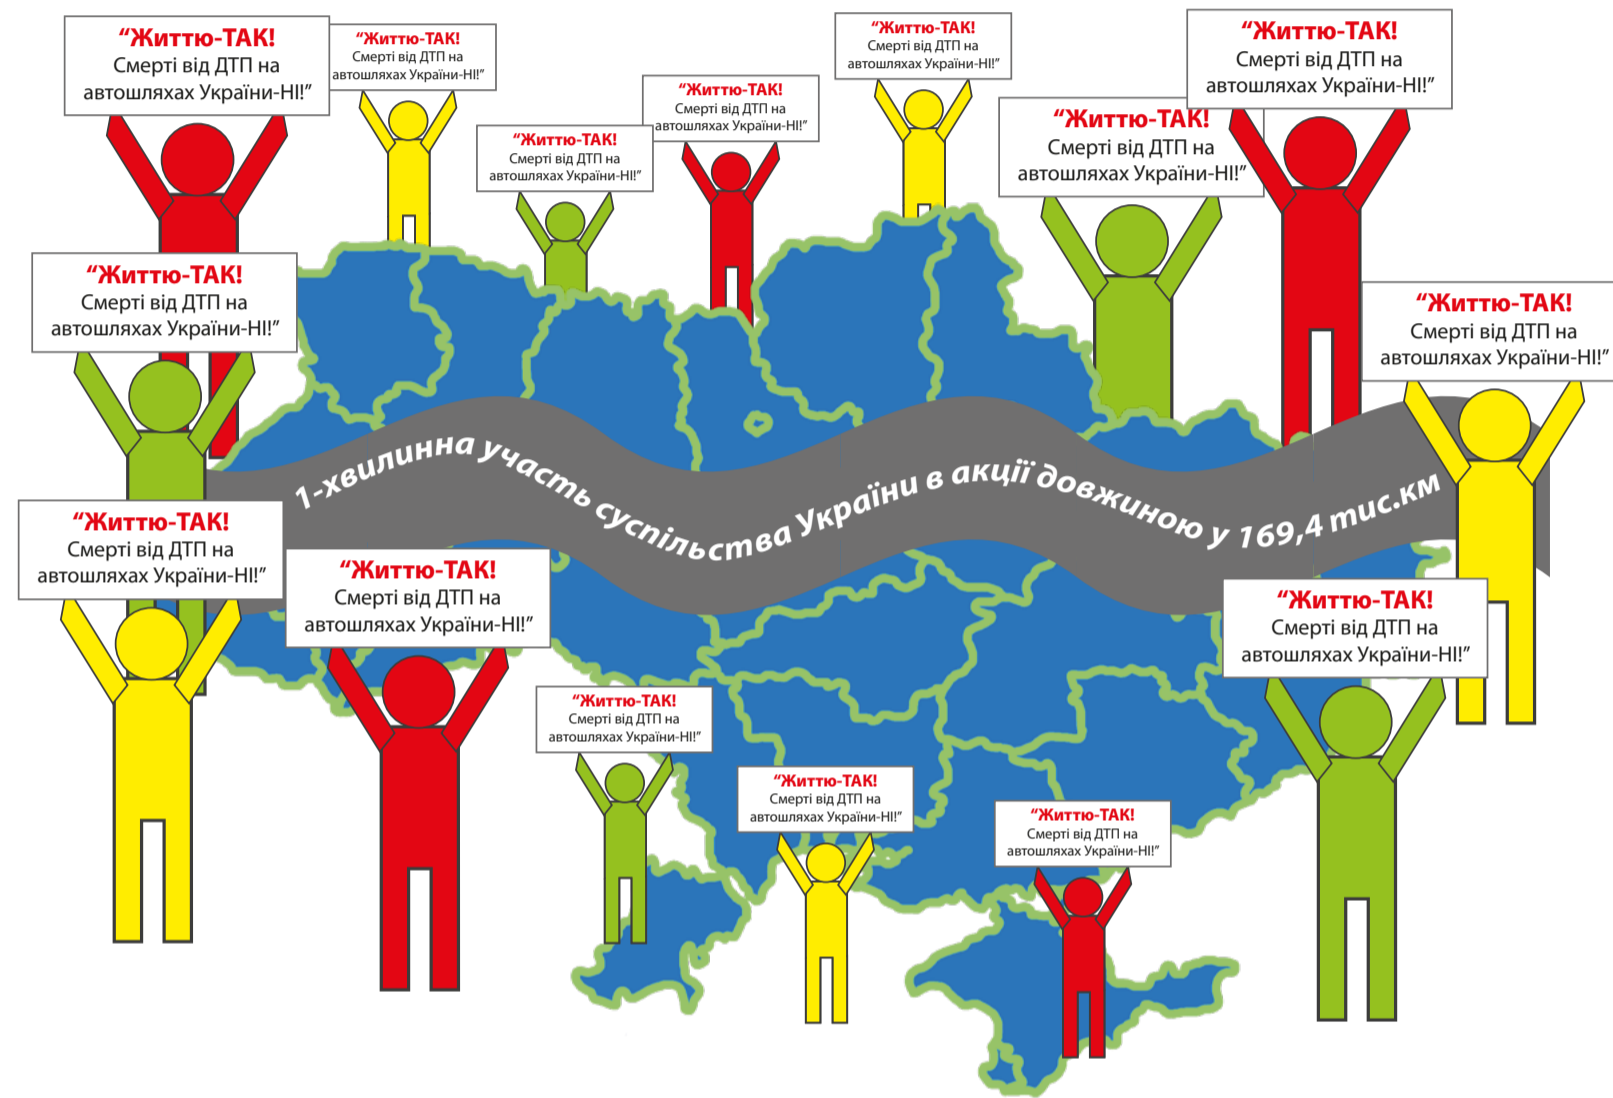 “Життю-ТАК!
Смерті від ДТП на
автошляхах України-НІ!”
“Життю-ТАК!
Смерті від ДТП на
автошляхах України-НІ!”
“Життю-ТАК!
Смерті від ДТП на
автошляхах України-НІ!”
“Життю-ТАК!
Смерті від ДТП на
автошляхах України-НІ!”
“Життю-ТАК!
Смерті від ДТП на
автошляхах України-НІ!”
“Життю-ТАК!
Смерті від ДТП на
автошляхах України-НІ!”
“Життю-ТАК!
Смерті від ДТП на
автошляхах України-НІ!”
“Життю-ТАК!
Смерті від ДТП на
автошляхах України-НІ!”
“Життю-ТАК!
Смерті від ДТП на
автошляхах України-НІ!”
1-хвилинна участь суспільства України в акції довжиною у 169,4 тис.км
“Життю-ТАК!
Смерті від ДТП на
автошляхах України-НІ!”
“Життю-ТАК!
Смерті від ДТП на
автошляхах України-НІ!”
“Життю-ТАК!
Смерті від ДТП на
автошляхах України-НІ!”
“Життю-ТАК!
Смерті від ДТП на
автошляхах України-НІ!”
“Життю-ТАК!
Смерті від ДТП на
автошляхах України-НІ!”
“Життю-ТАК!
Смерті від ДТП на
автошляхах України-НІ!”